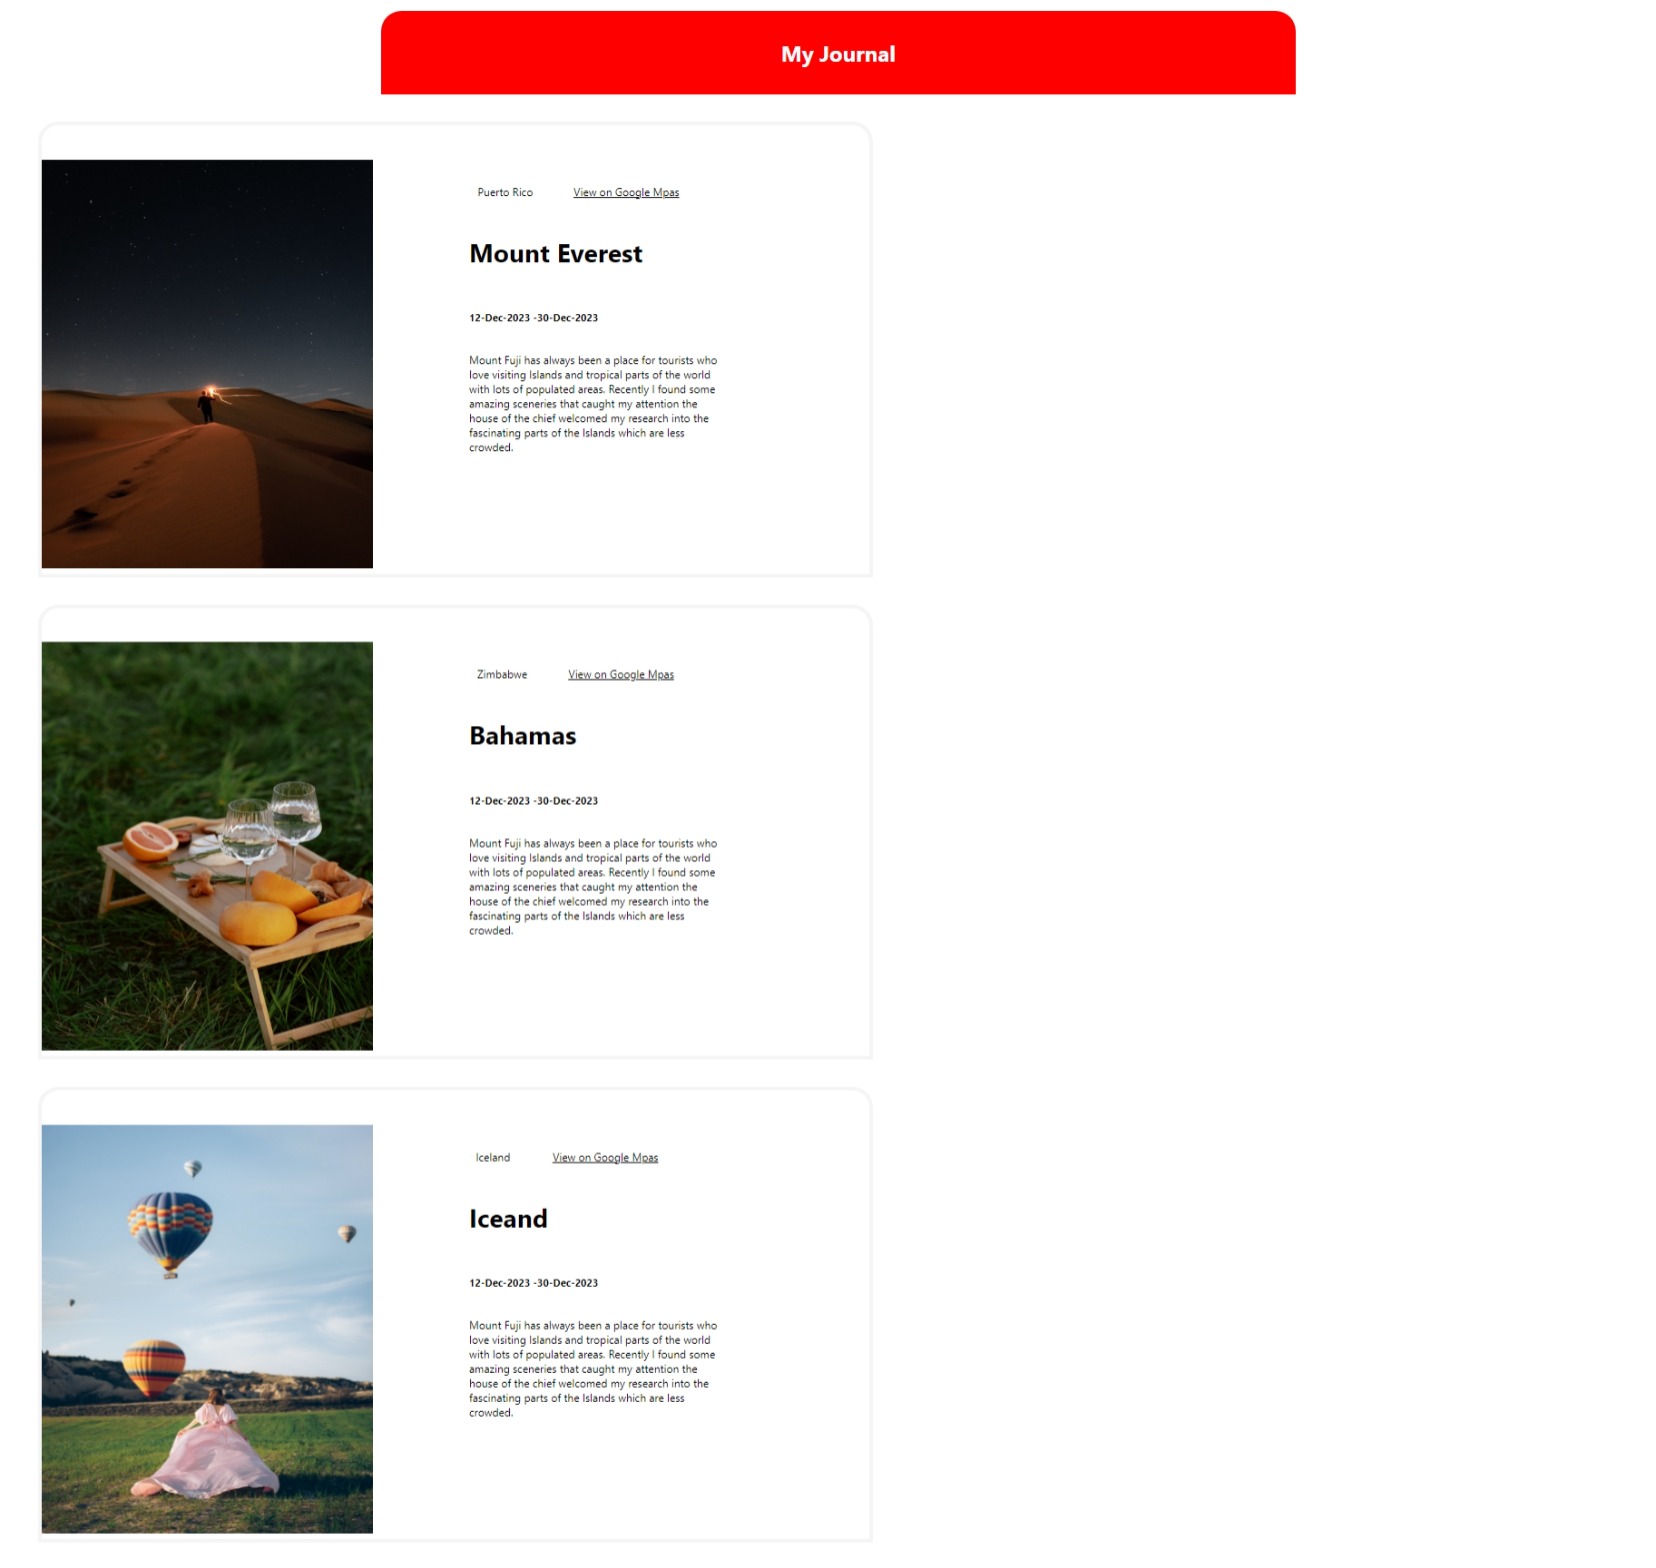 My Journal
Puerto Rico View on Google Mpas
Mount Everest
12-Dec-2023 -30-Dec-2023
Mount Fuji has always been a place for tourists who
love visiting Islands and tropical parts of the world
with lots of populated areas. Recently I found some
amazing sceneries that caught my attention the
house of the chief welcomed my research into the
fascinating parts of the Islands which are less
crowded.
Zimbabwe View on Google Mpas
Bahamas
12-Dec-2023 -30-Dec-2023
Mount Fuji has always been a place for tourists who
love visiting Islands and tropical parts of the world
with lots of populated areas. Recently I found some
amazing sceneries that caught my attention the
house of the chief welcomed my research into the
fascinating parts of the Islands which are less
crowded.
Iceland View on Google Mpas
Iceand
12-Dec-2023 -30-Dec-2023
Mount Fuji has always been a place for tourists who
love visiting Islands and tropical parts of the world
with lots of populated areas. Recently I found some
amazing sceneries that caught my attention the
house of the chief welcomed my research into the
fascinating parts of the Islands which are less
crowded.